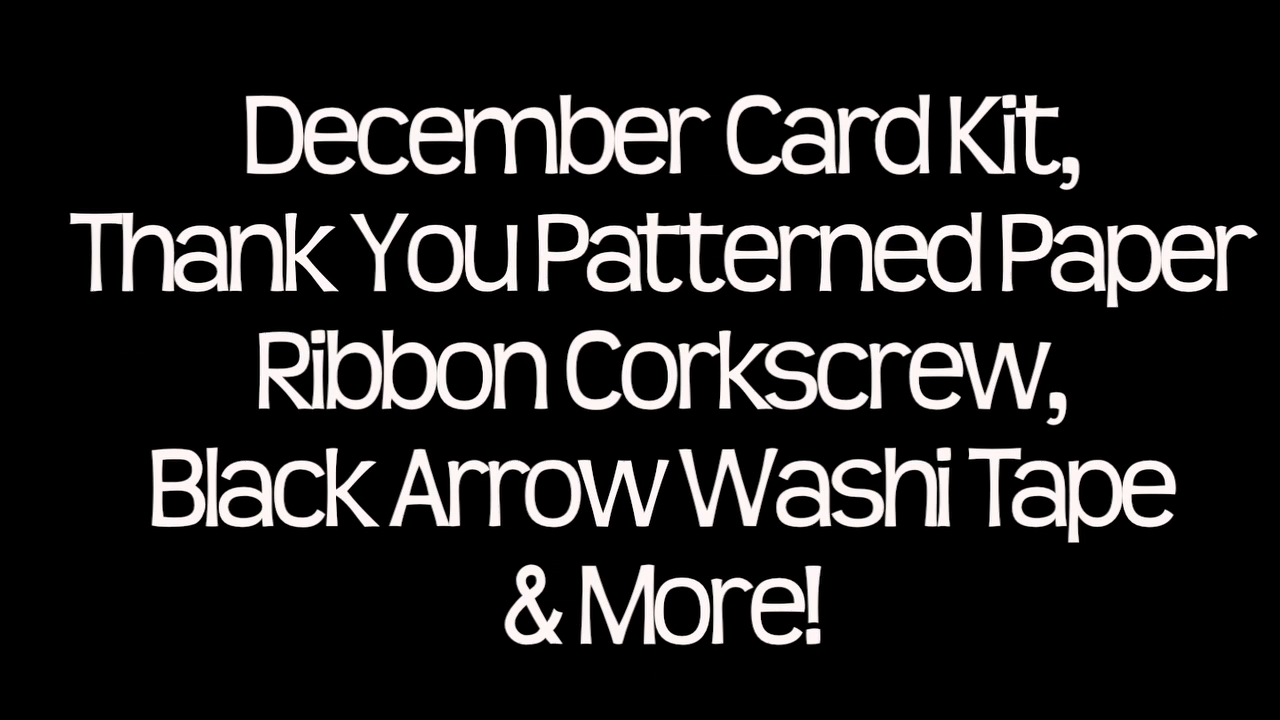 December Card Kit,
Thank You Patterned Paper
Ribbon Corkscrew,
Black Arrow Washi Tape
& More!